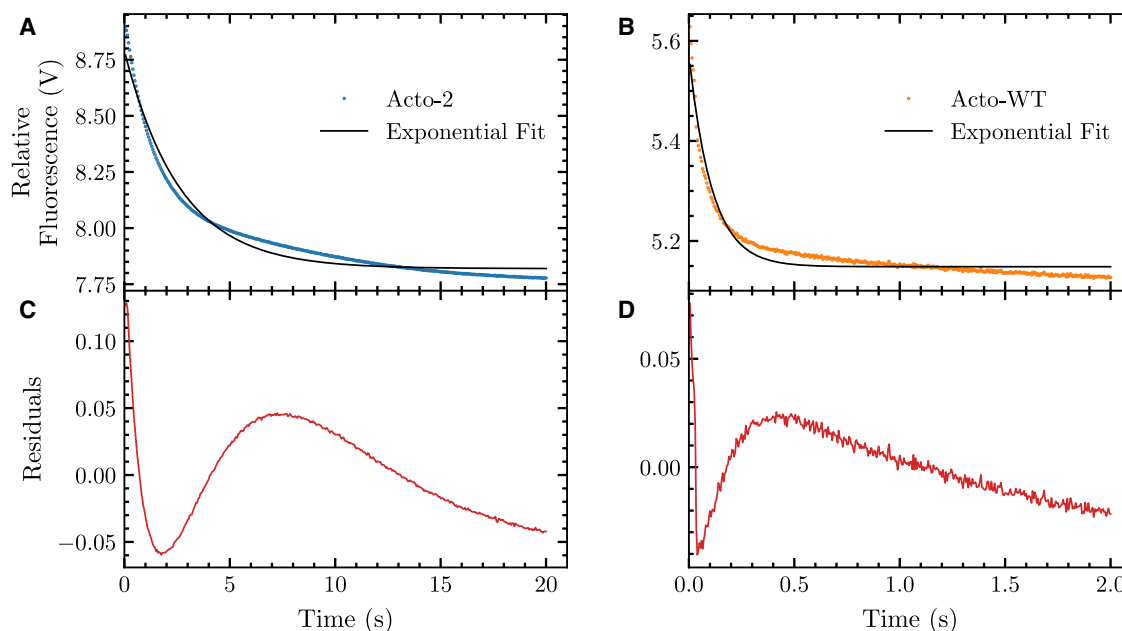 A
B
Relative
Fluorescence (V)
8.75
8.50
8.25
8.00
7.75
Acto-2
Exponential Fit
5.6
5.4
5.2
Acto-WT
Exponential Fit
C
D
Residuals
0.10
0.05
0.00
−0.05
0.05
0.00
0
5
10
15
20
0.0
0.5
1.0
1.5
2.0
Time (s)
Time (s)